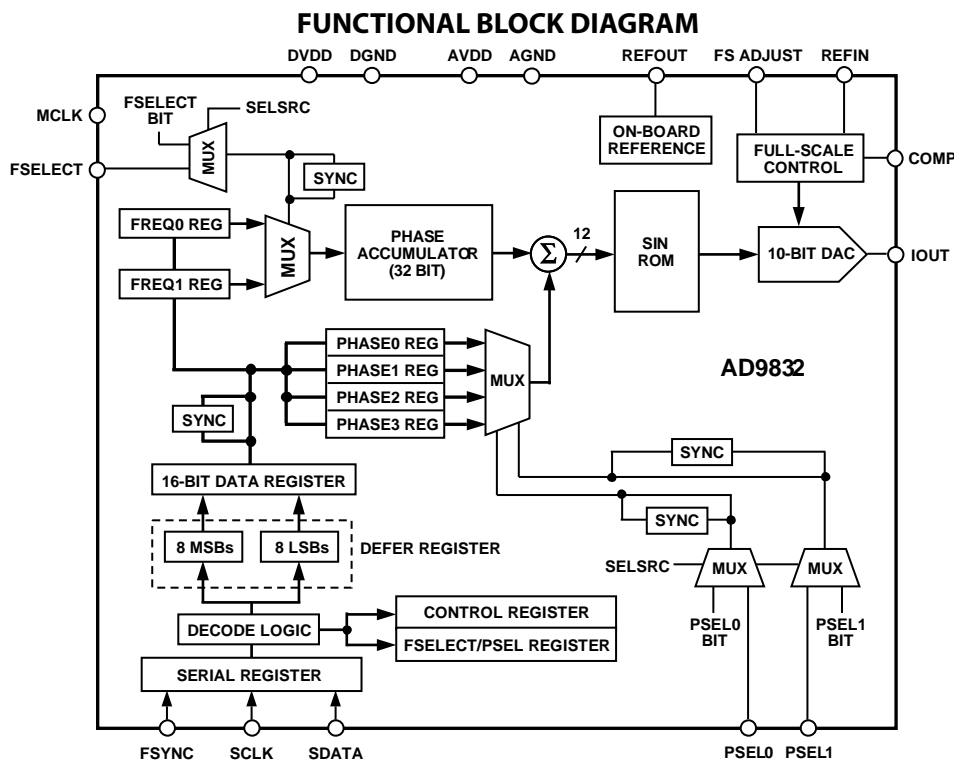 FUNCTIONAL BLOCK DIAGRAM
DVDD
DGND
AVDD
AGND
REFOUT
FS ADJUST
REFIN
MCLK
FSELECT
BIT
SELSRC
ON-BOARD
REFERENCE
FULL-SCALE
CONTROL
COMP
FSELECT
MUX
SYNC
FREQ0 REG
FREQ1 REG
MUX
PHASE
ACCUMULATOR
(32 BIT)
Σ
12
SIN
ROM
10-BIT DAC
IOUT
PHASE0 REG
PHASE1 REG
PHASE2 REG
PHASE3 REG
MUX
AD9832
SYNC
SYNC
16-BIT DATA REGISTER
SYNC
8 MSBs
8 LSBs
DEFER REGISTER
SELSRC
MUX
MUX
DECODE LOGIC
CONTROL REGISTER
FSELECT/PSEL REGISTER
PSEL0
BIT
PSEL1
BIT
SERIAL REGISTER
FSYNC
SCLK
SDATA
PSEL0
PSEL1